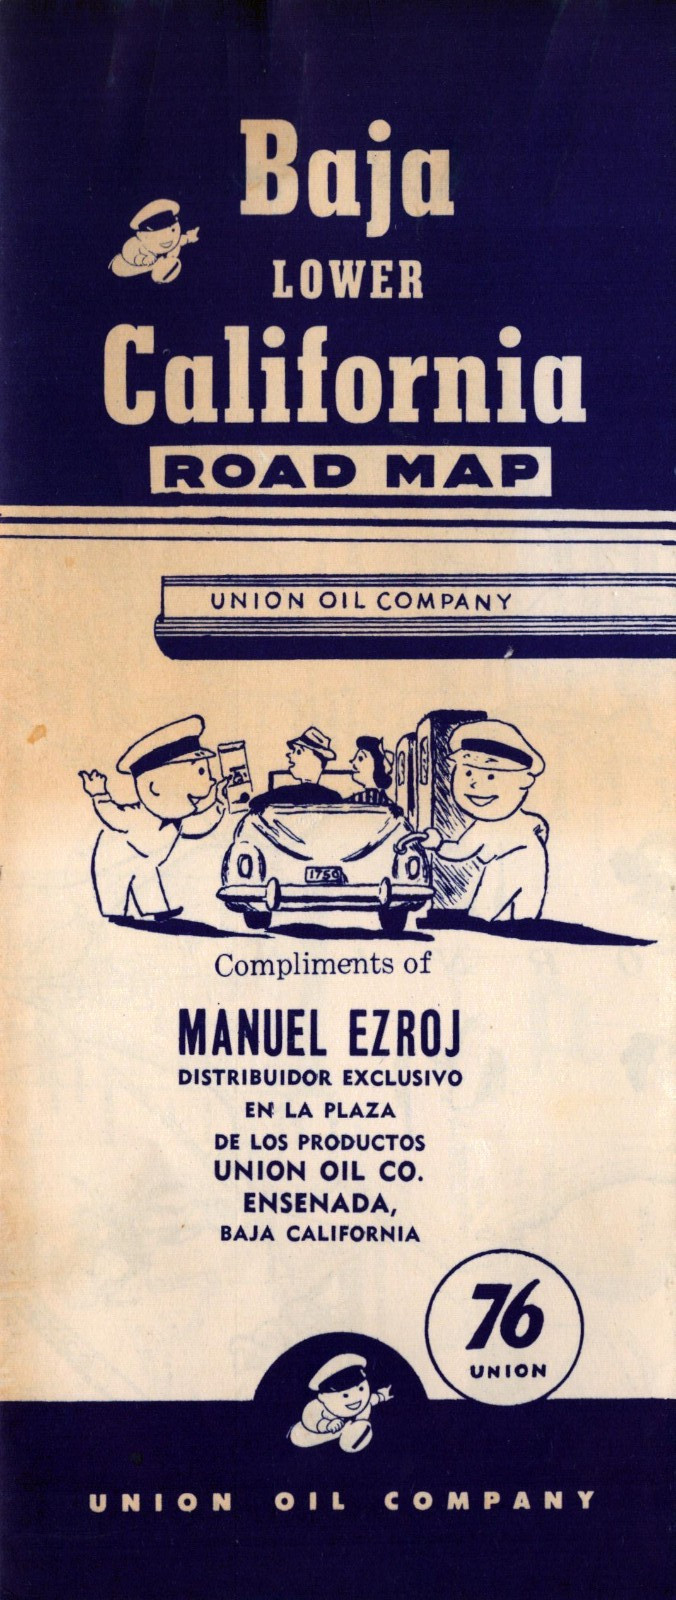 Baja
LOWER
California
ROAD MAP
UNION OIL COMPANY
1750
Compliments of
MANUEL EZROJ
DISTRIBUIDOR EXCLUSIVO
EN LA PLAZA
DE LOS PRODUCTOS
UNION OIL CO.
ENSENADA,
BAJA CALIFORNIA
76
UNION
UNION OIL COMPANY